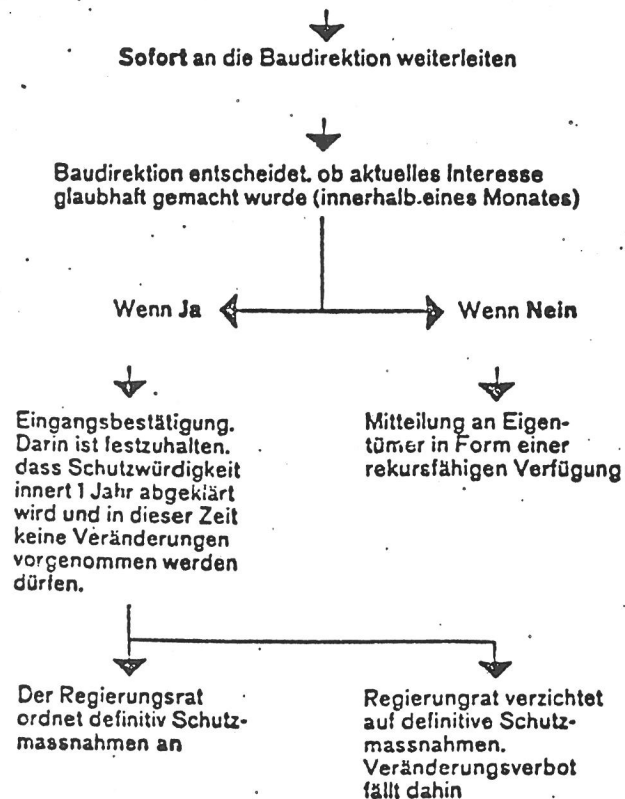 Sofort an die Baudirektion weiterleiten
Baudirektion entscheidet, ob aktuelles Interesse
glaubhaft gemacht wurde (innerhalb eines Monates)
Wenn Ja
Wenn Nein
Eingangsbestätigung.
Darin ist festzuhalten,
dass Schutzwürdigkeit
innert 1 Jahr abgeklärt
wird und in dieser Zeit
keine Veränderungen
vorgenommen werden
dürfen.
Mitteilung an Eigen-
tümer in Form einer
rekursfähigen Verfügung
Der Regierungsrat
ordnet definitiv Schutz-
massnahmen an
Regierungrat verzichtet
auf definitive Schutz-
massnahmen.
Veränderungsverbot
fällt dahin